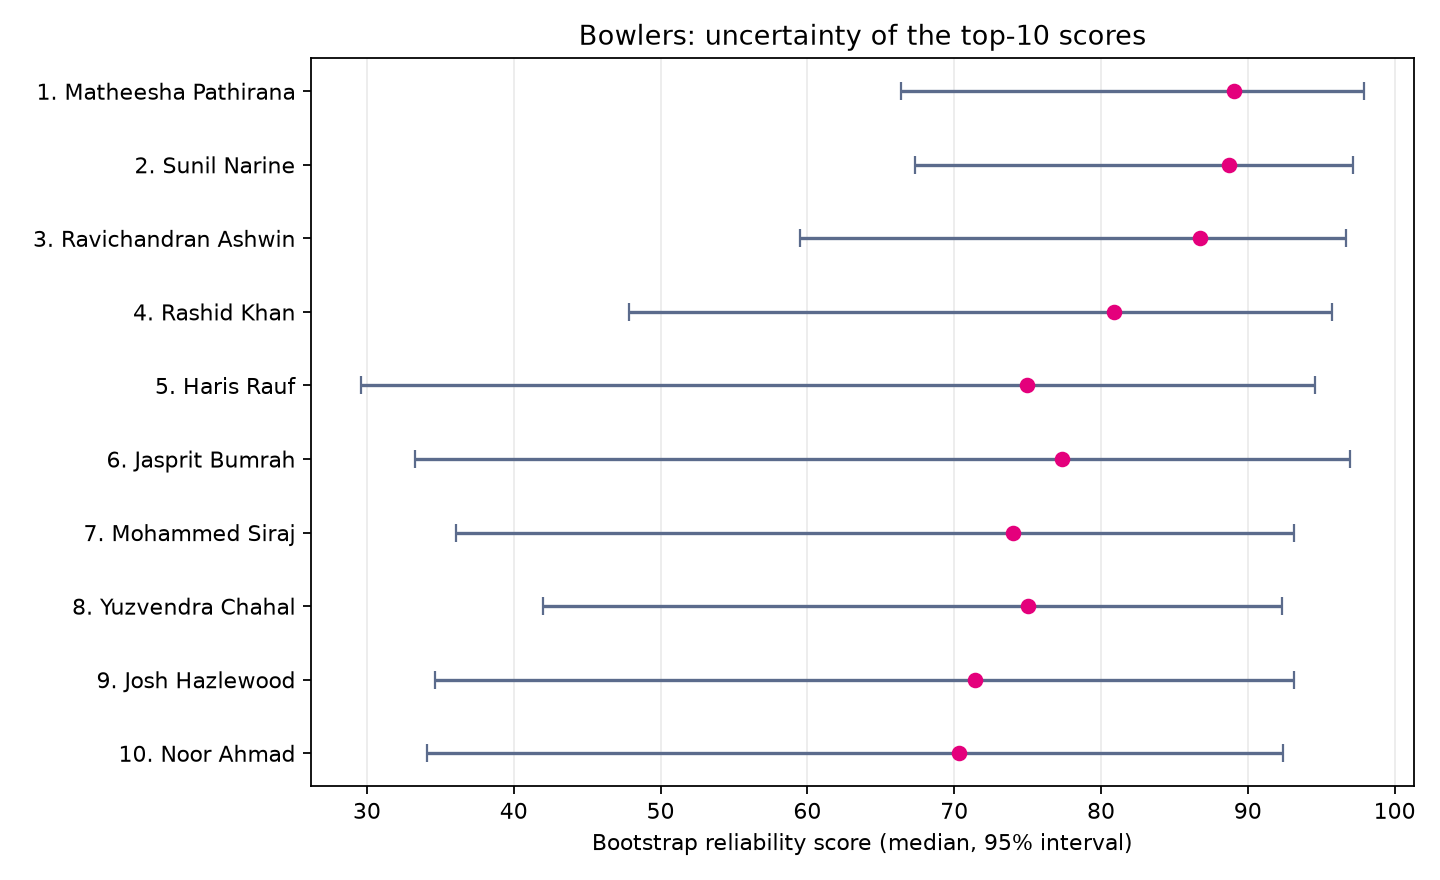 Bowlers: uncertainty of the top-10 scores
1. Matheesha Pathirana
2. Sunil Narine
3. Ravichandran Ashwin
4. Rashid Khan
5. Haris Rauf
6. Jasprit Bumrah
7. Mohammed Siraj
8. Yuzvendra Chahal
9. Josh Hazlewood
10. Noor Ahmad
30 40 50 60 70 80 90 100
Bootstrap reliability score (median, 95% interval)